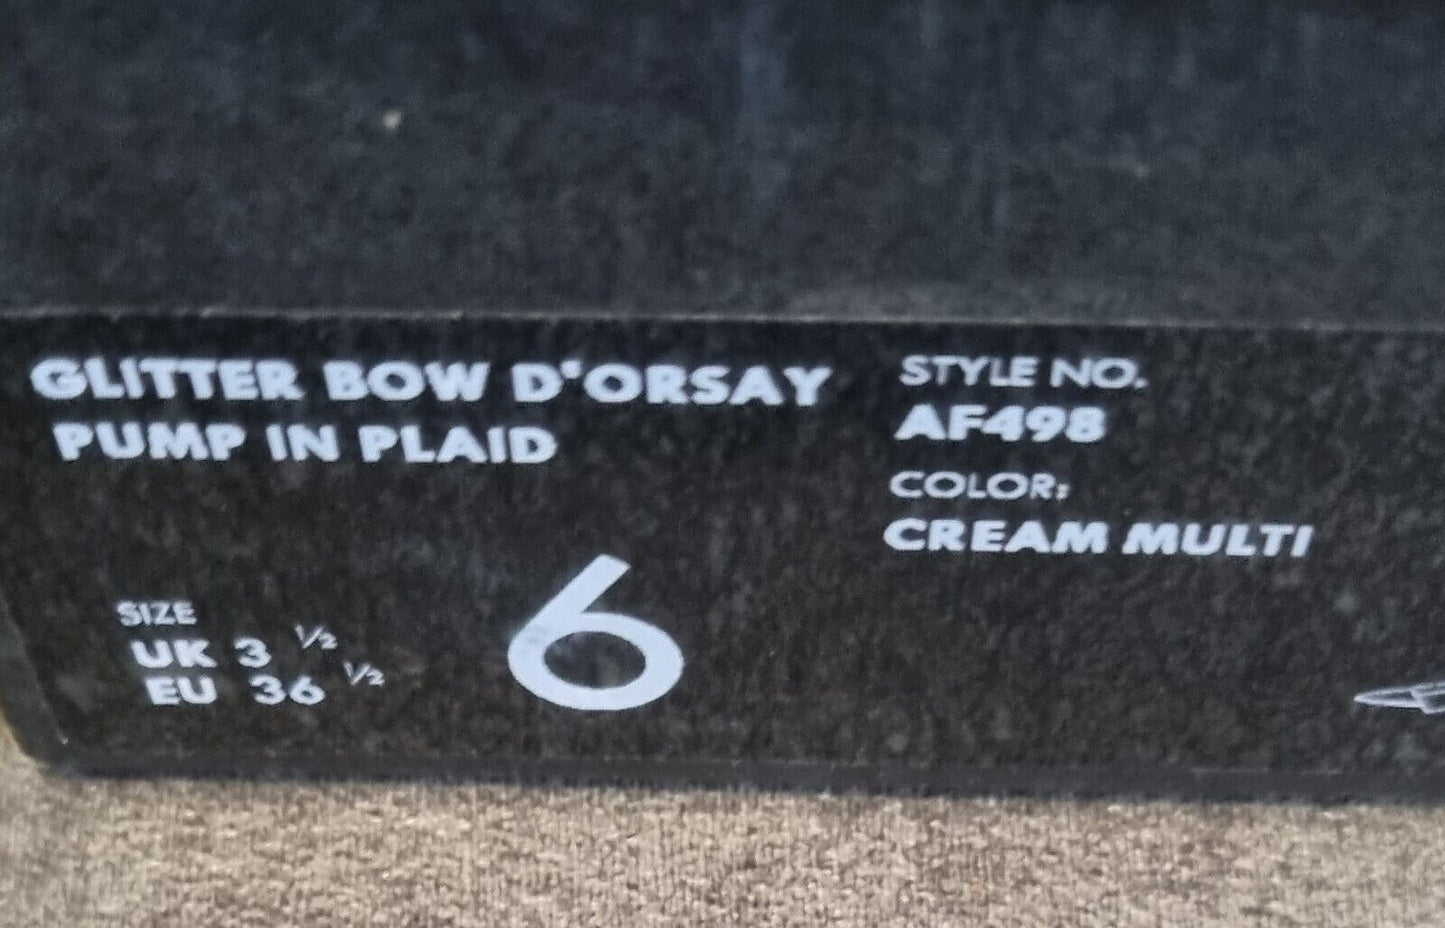 GLITTER BOW D'ORSAY
PUMP IN PLAID
STYLE NO.
AF498
COLOR:
CREAM MULTI
SIZE
UK 3 1/2
EU 36 1/2
6